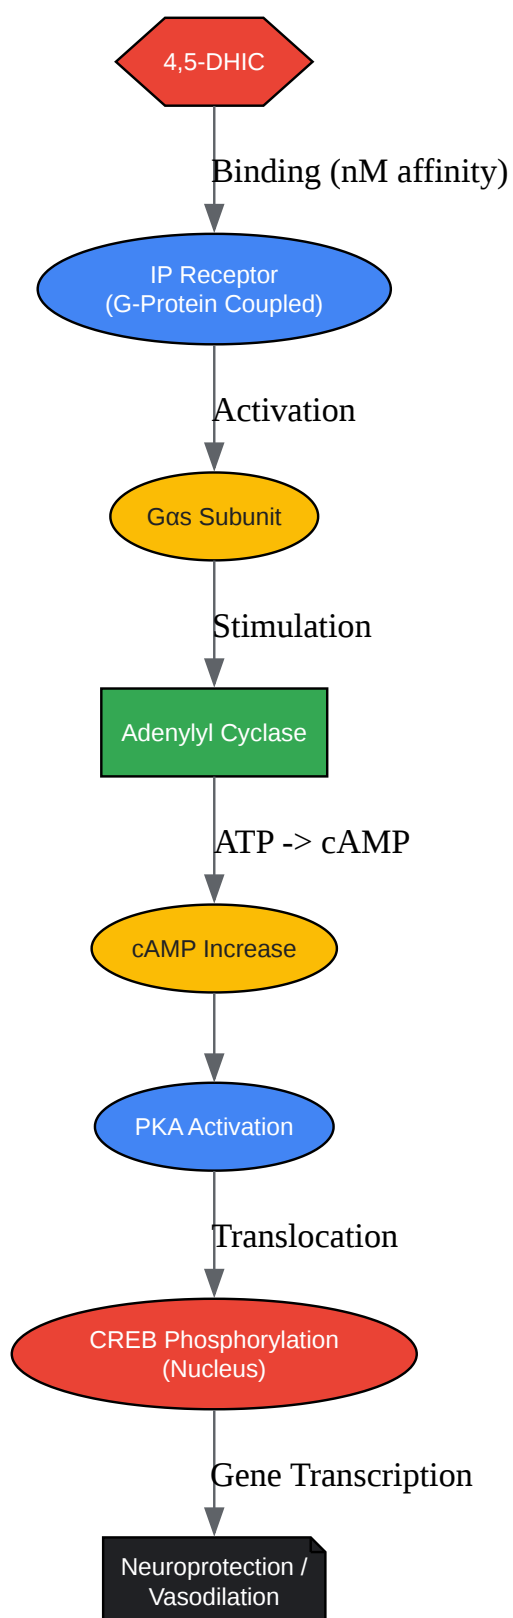 4,5-DHIC
Binding (nM affinity)
IP Receptor
(G-Protein Coupled)
Activation
Gαs Subunit
Stimulation
Adenylyl Cyclase
ATP -> cAMP
cAMP Increase
PKA Activation
Translocation
CREB Phosphorylation
(Nucleus)
Gene Transcription
Neuroprotection /
Vasodilation